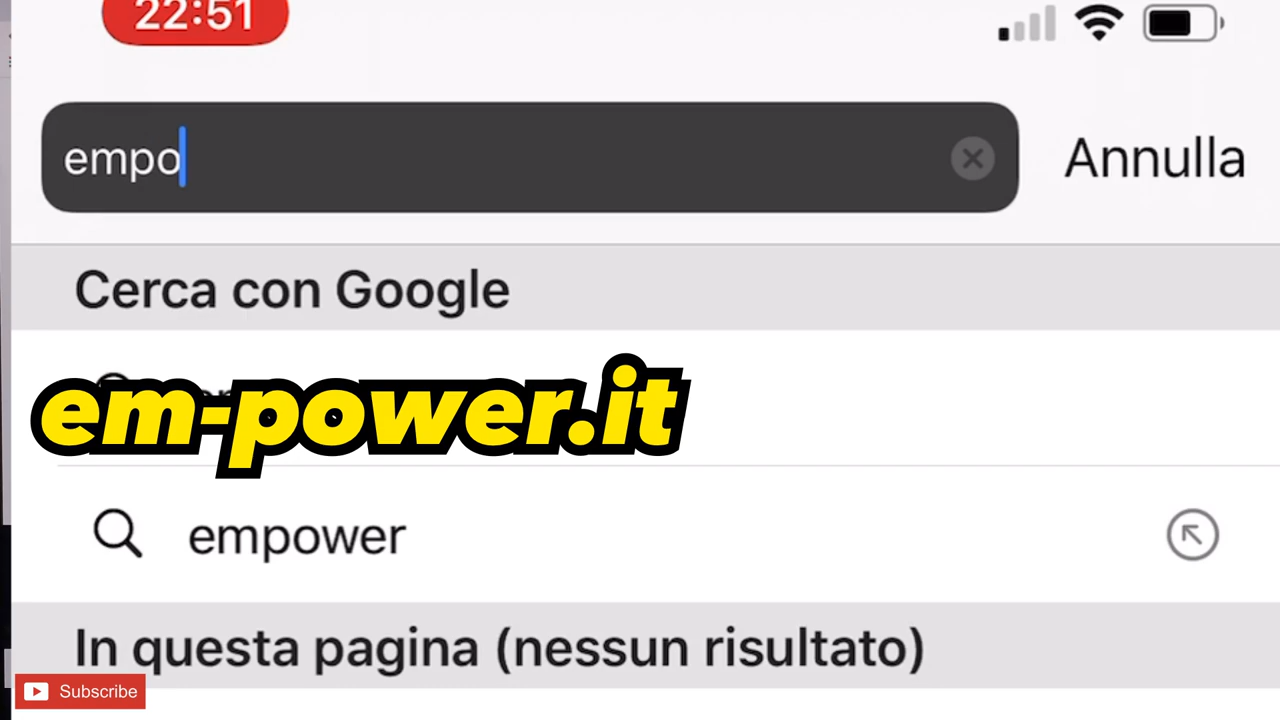 22:51
empo
Annulla
Cerca con Google
em-power.it
empower
In questa pagina (nessun risultato)
Subscribe